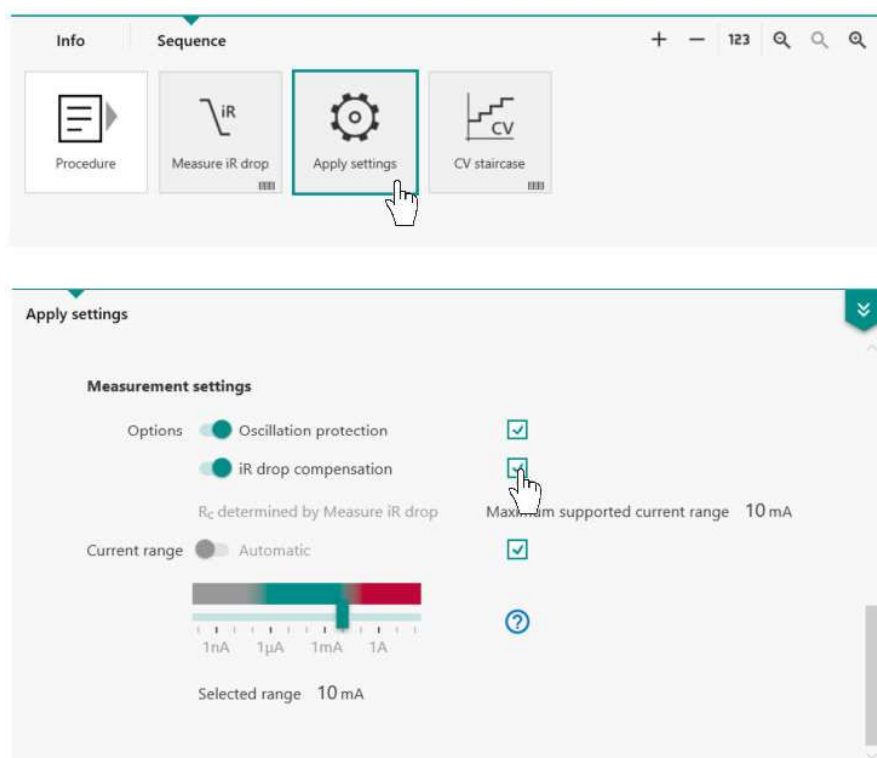 Info Sequence
123
iR
CV
Procedure Measure iR drop Apply settings CV staircase
Apply settings
Measurement settings
Options Oscillation protection
iR drop compensation
R_c determined by Measure iR drop Maximum supported current range 10 mA
Current range Automatic
1nA 1µA 1mA 1A
Selected range 10 mA